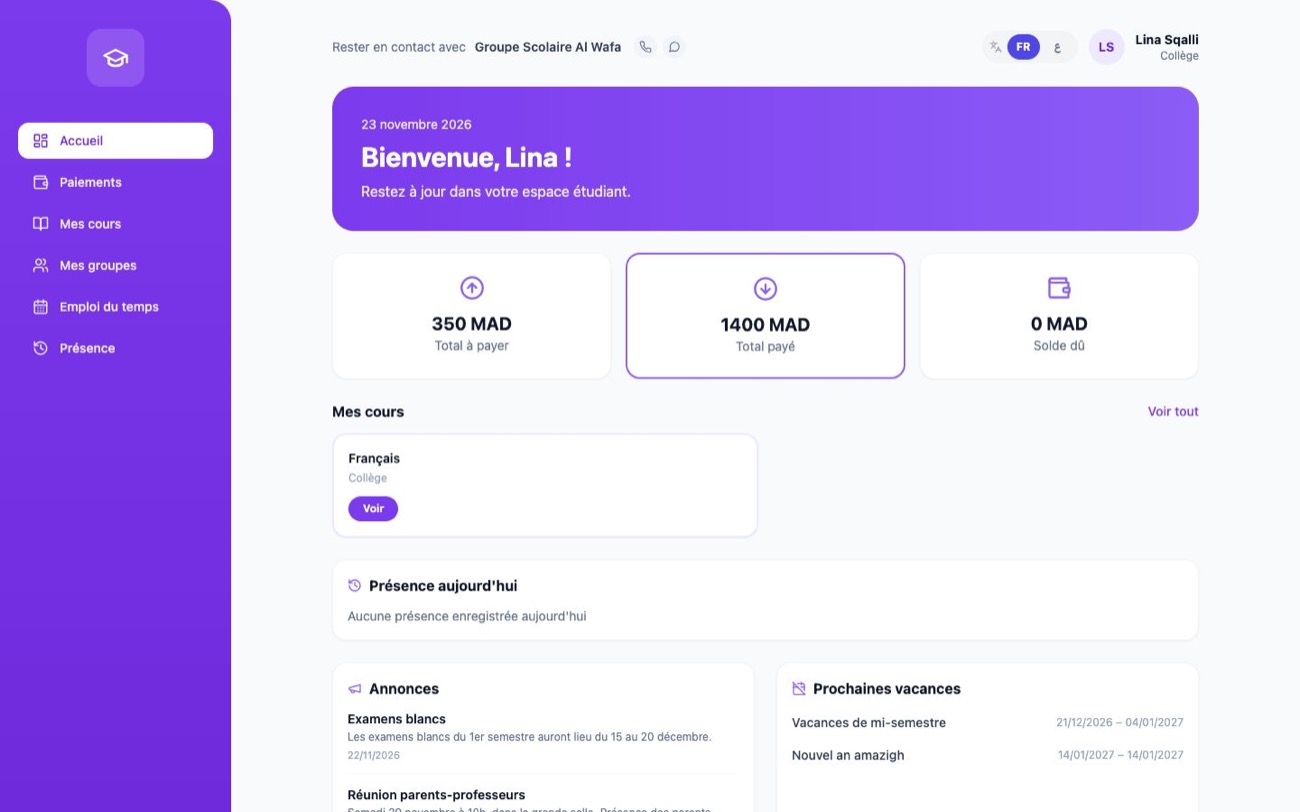 Rester en contact avec Groupe Scolaire Al Wafa
FR
ع
LS
Lina Sqalli
Collège
Accueil
Paiements
Mes cours
Mes groupes
Emploi du temps
Présence
23 novembre 2026
Bienvenue, Lina !
Restez à jour dans votre espace étudiant.
350 MAD
Total à payer
1400 MAD
Total payé
0 MAD
Solde dû
Mes cours
Voir tout
Français
Collège
Voir
Présence aujourd'hui
Aucune présence enregistrée aujourd'hui
Annonces
Examens blancs
Les examens blancs du 1er semestre auront lieu du 15 au 20 décembre.
22/11/2026
Réunion parents-professeurs
Prochaines vacances
Vacances de mi-semestre 21/12/2026 – 04/01/2027
Nouvel an amazigh 14/01/2027 – 14/01/2027